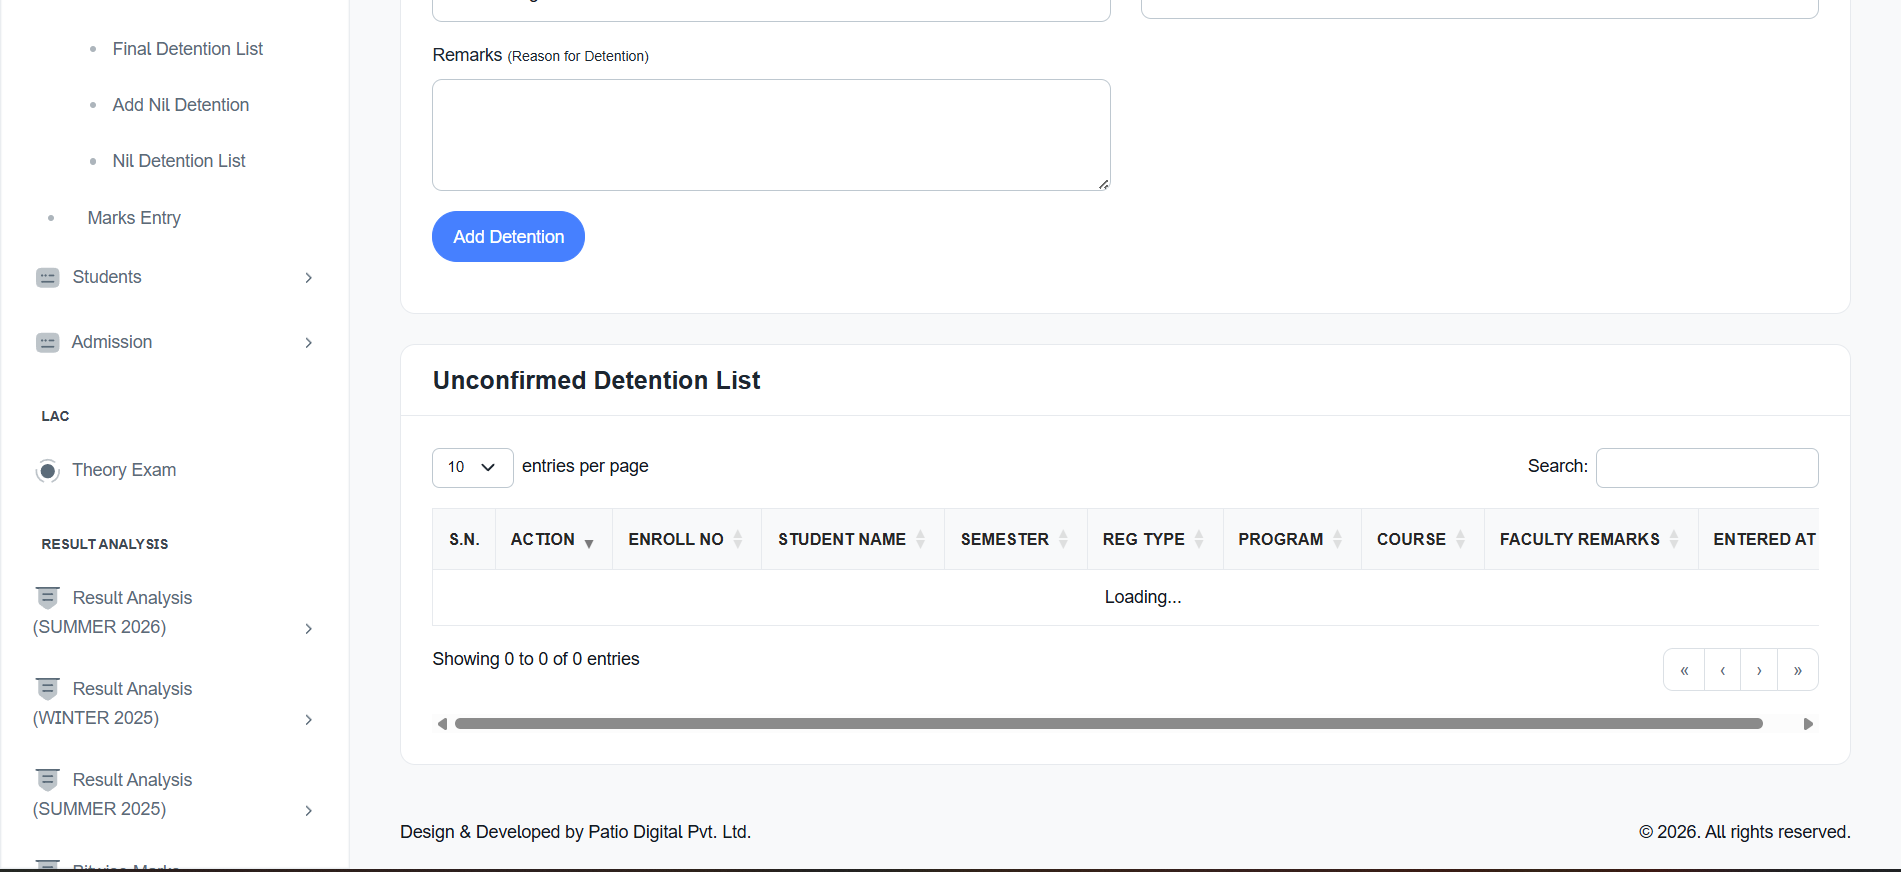 Final Detention List
Add Nil Detention
Nil Detention List
Marks Entry
Students
Admission
LAC
Theory Exam
RESULT ANALYSIS
Result Analysis
(SUMMER 2026)
Result Analysis
(WINTER 2025)
Result Analysis
(SUMMER 2025)
Remarks (Reason for Detention)
Add Detention
Unconfirmed Detention List
10 entries per page
Search:
S.N. ACTION ENROLL NO STUDENT NAME SEMESTER REG TYPE PROGRAM COURSE FACULTY REMARKS ENTERED AT
Loading...
Showing 0 to 0 of 0 entries
« ‹ › »
Design & Developed by Patio Digital Pvt. Ltd.
© 2026. All rights reserved.